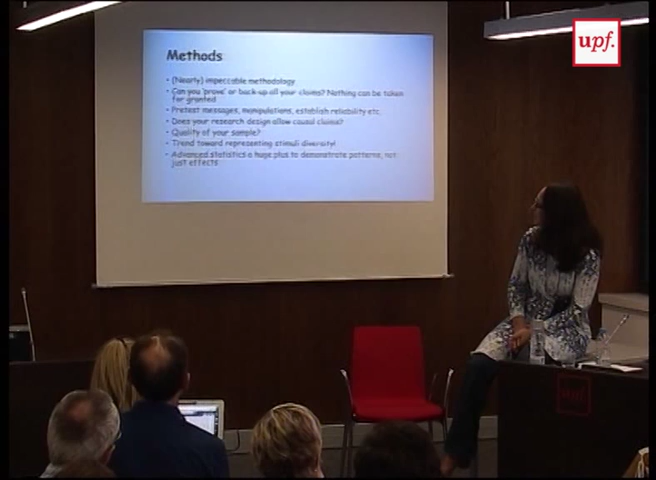 upf.
Methods
• (Nearly) impeccable methodology
• Can you 'prove' or back-up all your claims? Nothing can be taken
for granted
• Pretest messages, manipulations, establish reliability etc.
• Does your research design allow causal claims?
• Quality of your sample?
• Trend toward representing stimuli diversity!
• Advanced statistics a huge plus to demonstrate patterns, not
just effects
upf.